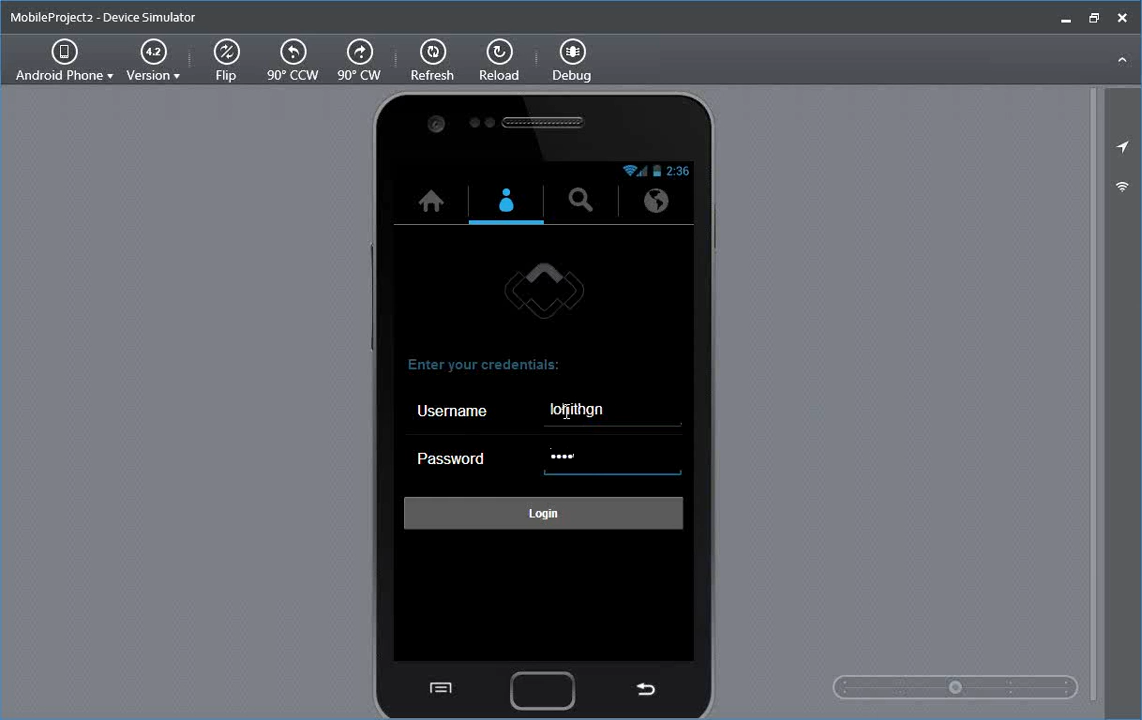 MobileProject2 - Device Simulator
4.2
Android Phone Version Flip 90° CCW 90° CW Refresh Reload Debug
2:36
Enter your credentials:
Username
Password ••••
Login